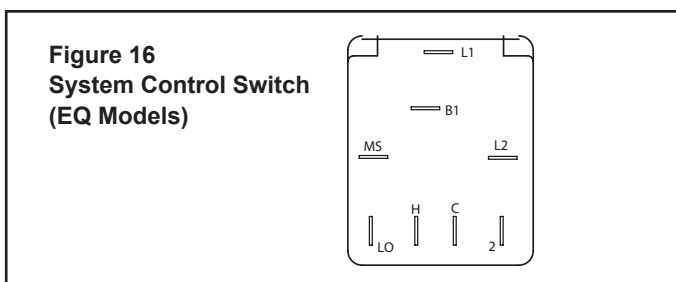 Figure 16
System Control Switch
(EQ Models)
L1
B1
MS
L2
H
C
LO
2